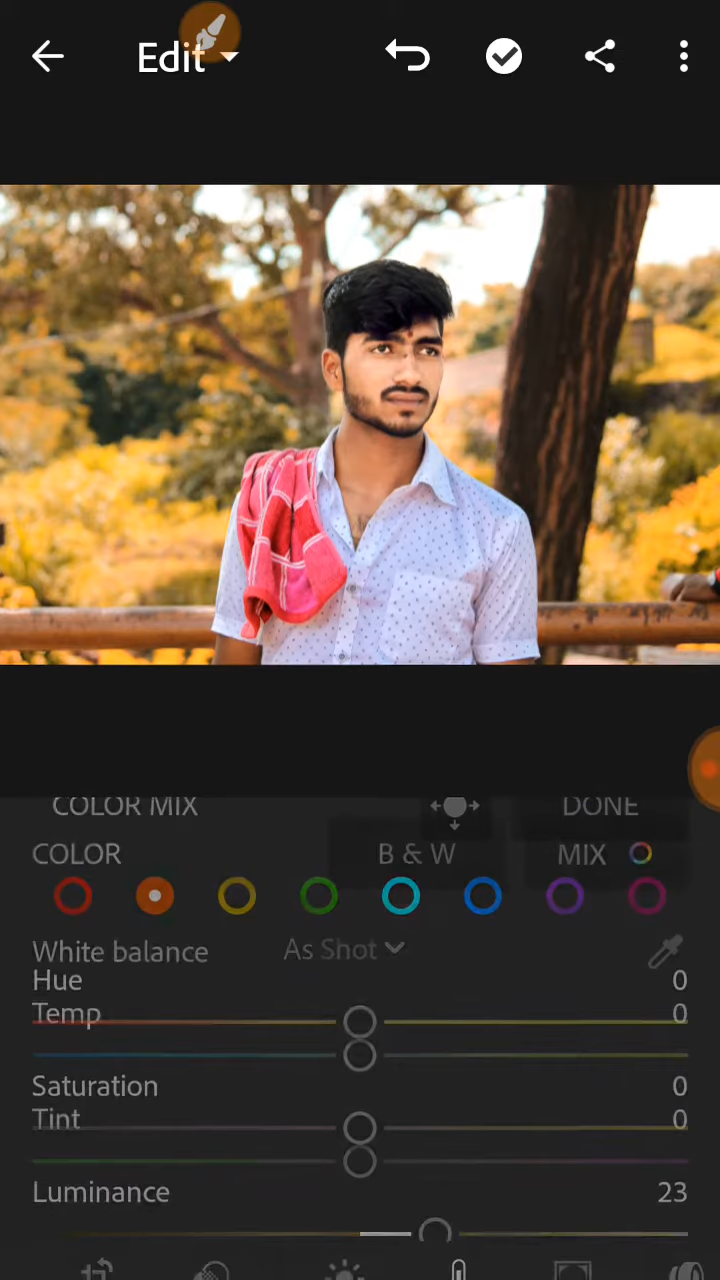 Edit
COLOR MIX DONE
COLOR B & W MIX
White balance As Shot
Hue 0
Temp 0
Saturation 0
Tint 0
Luminance 23